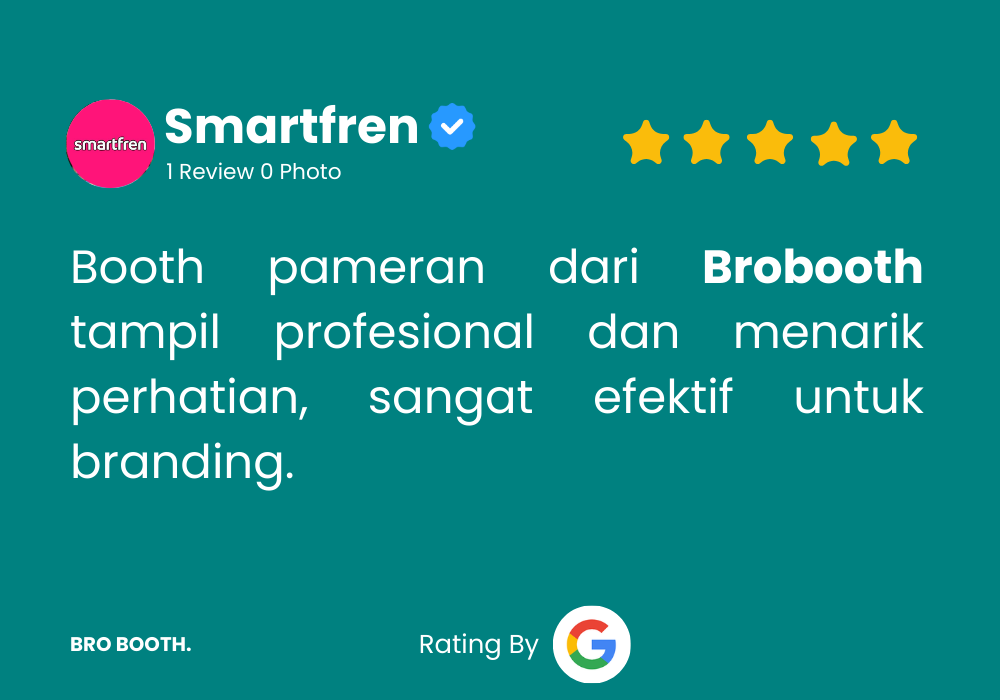 smartfren
Smartfren
1 Review 0 Photo
Booth pameran dari Brobooth
tampil profesional dan menarik
perhatian, sangat efektif untuk
branding.
BRO BOOTH.
Rating By
G